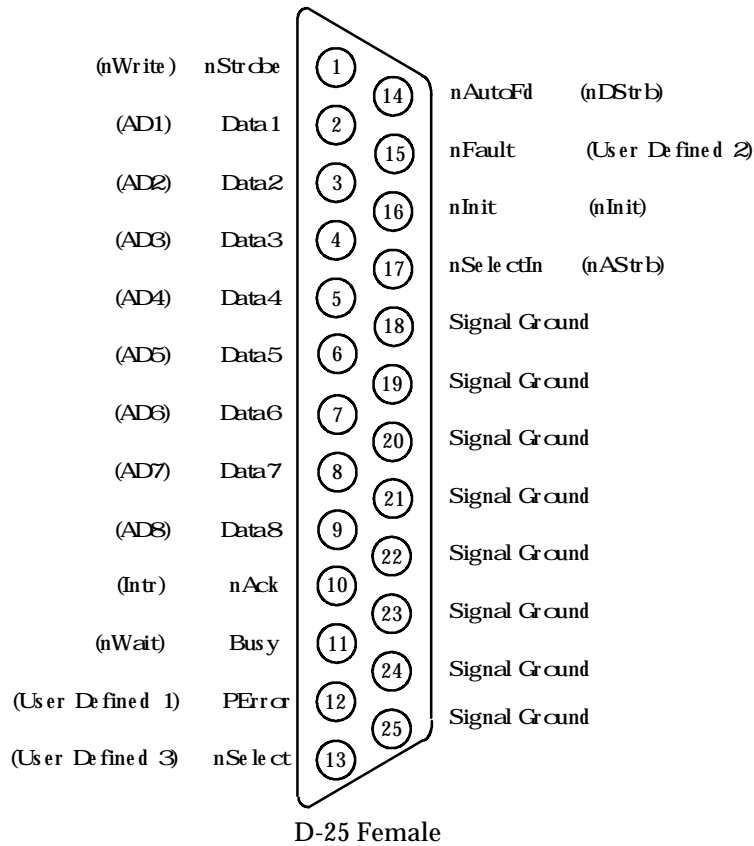 (nWrite) nStrobe 1
14 nAutoFd (nDStrb)
(AD1) Data1 2
15 nFault (User Defined 2)
(AD2) Data2 3
16 nInit (nInit)
(AD3) Data3 4
17 nSelectIn (nAStrb)
(AD4) Data4 5
18 Signal Ground
(AD5) Data5 6
19 Signal Ground
(AD6) Data6 7
20 Signal Ground
(AD7) Data7 8
21 Signal Ground
(AD8) Data8 9
22 Signal Ground
(Intr) nAck 10
23 Signal Ground
(nWait) Busy 11
24 Signal Ground
(User Defined 1) PError 12
25 Signal Ground
(User Defined 3) nSelect 13
D-25 Female